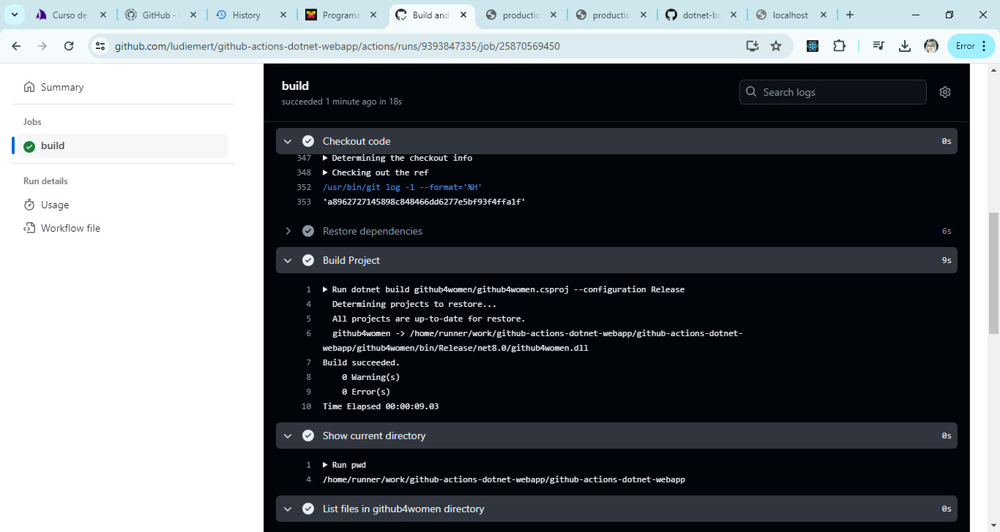 Curso de
GitHub -
History
Programa
Build and
productio
productio
dotnet-bu
localhost
github.com/ludiemert/github-actions-dotnet-webapp/actions/runs/9393847335/job/25870569450
Error
Summary
Jobs
build
Run details
Usage
Workflow file
build
succeeded 1 minute ago in 18s
Search logs
Checkout code 0s
347 Determining the checkout info
348 Checking out the ref
352 /usr/bin/git log -1 --format='%H'
353 'a8962727145898c848466dd6277e5bf93f4ffa1f'
Restore dependencies 6s
Build Project 9s
1 Run dotnet build github4women/github4women.csproj --configuration Release
4 Determining projects to restore...
5 All projects are up-to-date for restore.
6 github4women -> /home/runner/work/github-actions-dotnet-webapp/github-actions-dotnet-
webapp/github4women/bin/Release/net8.0/github4women.dll
7 Build succeeded.
8 0 Warning(s)
9 0 Error(s)
10 Time Elapsed 00:00:09.03
Show current directory 0s
1 Run pwd
4 /home/runner/work/github-actions-dotnet-webapp/github-actions-dotnet-webapp
List files in github4women directory 0s